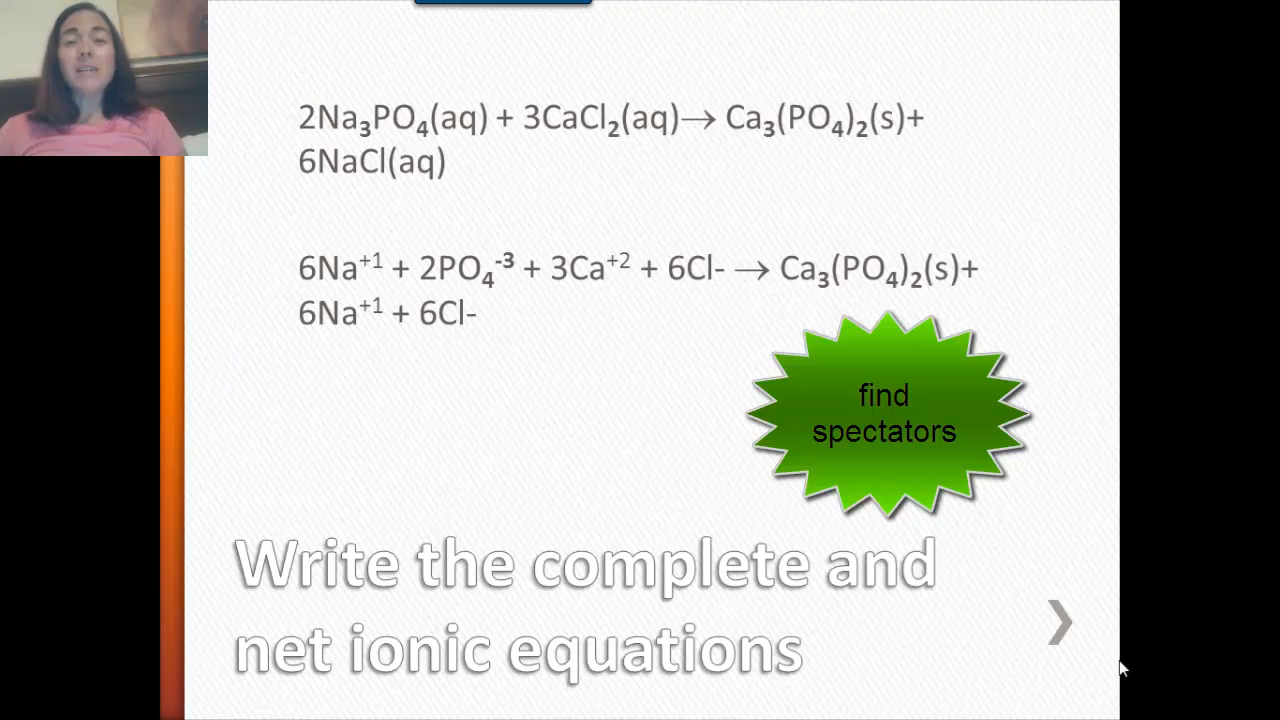 2Na₃PO₄(aq) + 3CaCl₂(aq)→ Ca₃(PO₄)₂(s)+
6NaCl(aq)
6Na⁺¹ + 2PO₄⁻³ + 3Ca⁺² + 6Cl- → Ca₃(PO₄)₂(s)+
6Na⁺¹ + 6Cl-
find
spectators
Write the complete and
net ionic equations